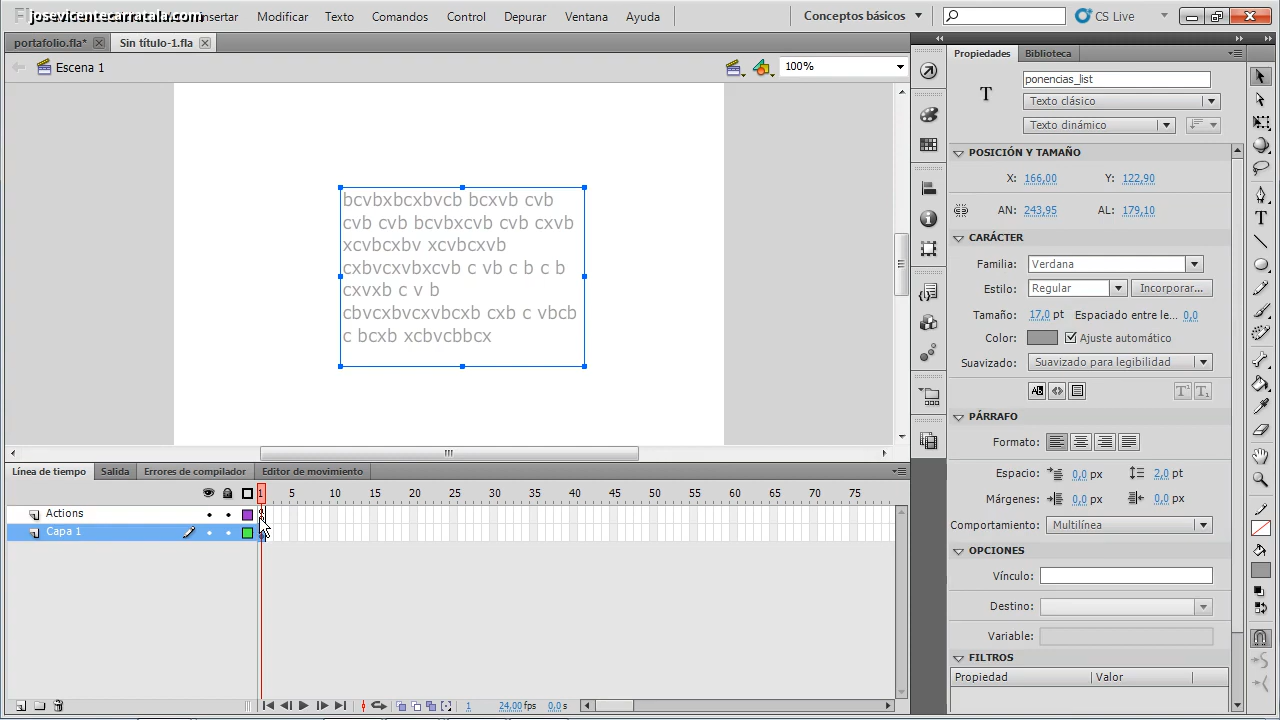 josevicentecarratala.com
Insertar
Modificar
Texto
Comandos
Control
Depurar
Ventana
Ayuda
Conceptos básicos
CS Live
portafolio.fla*
Sin título-1.fla
Escena 1
100%
bcvbxbcxbvcb bcxvb cvb
cvb cvb bcvbxcvb cvb cxvb
xcvbcxbv xcvbcxvb
cxbvcxvbxcvb c vb c b c b
cxvxb c v b
cbvcxbvcxvbcxb cxb c vbcb
c bcxb xcbvcbbcx
Propiedades
Biblioteca
T
ponencias_list
Texto clásico
Texto dinámico
POSICIÓN Y TAMAÑO
X: 166,00 Y: 122,90
AN: 243,95 AL: 179,10
CARÁCTER
Familia: Verdana
Estilo: Regular Incorporar...
Tamaño: 17,0 pt Espaciado entre le... 0,0
Color: Ajuste automático
Suavizado: Suavizado para legibilidad
PÁRRAFO
Formato:
Espacio: 0,0 px 2,0 pt
Márgenes: 0,0 px 0,0 px
Comportamiento: Multilínea
OPCIONES
Vínculo:
Destino:
Variable:
FILTROS
Propiedad Valor
Línea de tiempo
Salida
Errores de compilador
Editor de movimiento
1 5 10 15 20 25 30 35 40 45 50 55 60 65 70 75
Actions
Capa 1
1 24,00 fps 0,0 s